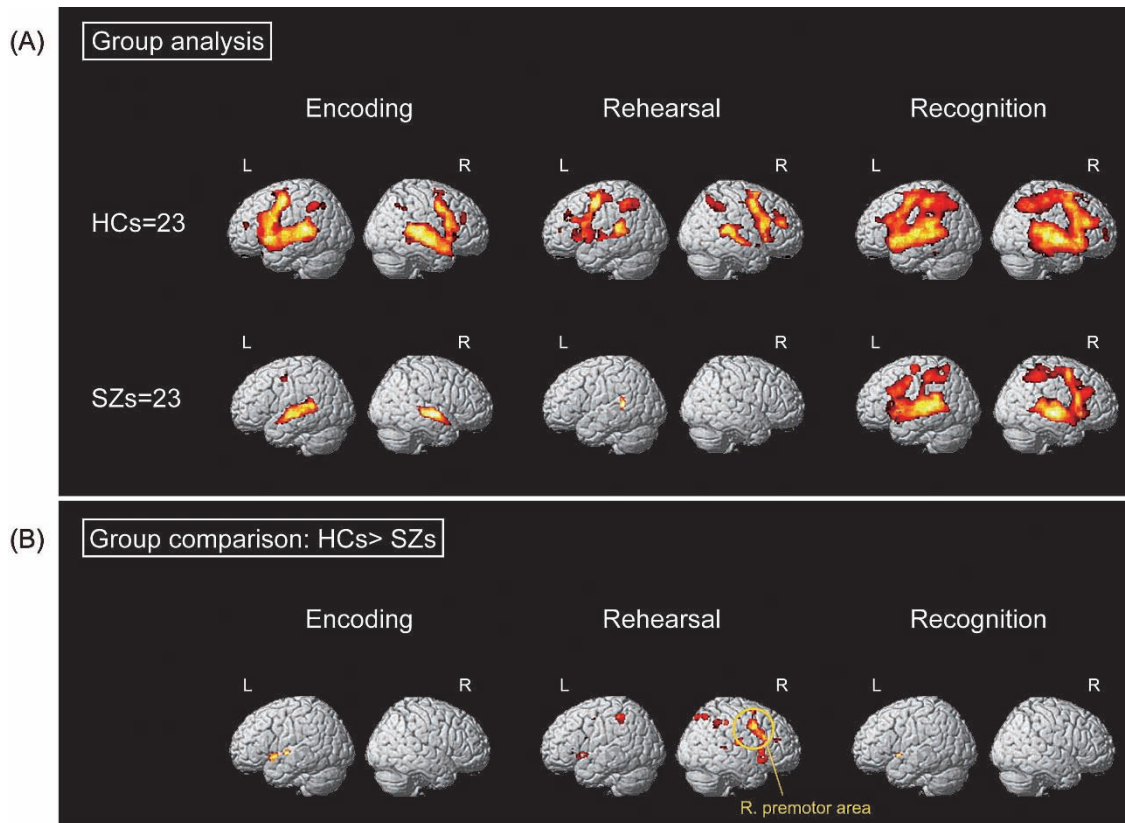 (A)
Group analysis
Encoding Rehearsal Recognition
L R L R L R
HCs=23
L R L R L R
SZs=23
(B)
Group comparison: HCs> SZs
Encoding Rehearsal Recognition
L R L R L R
R. premotor area